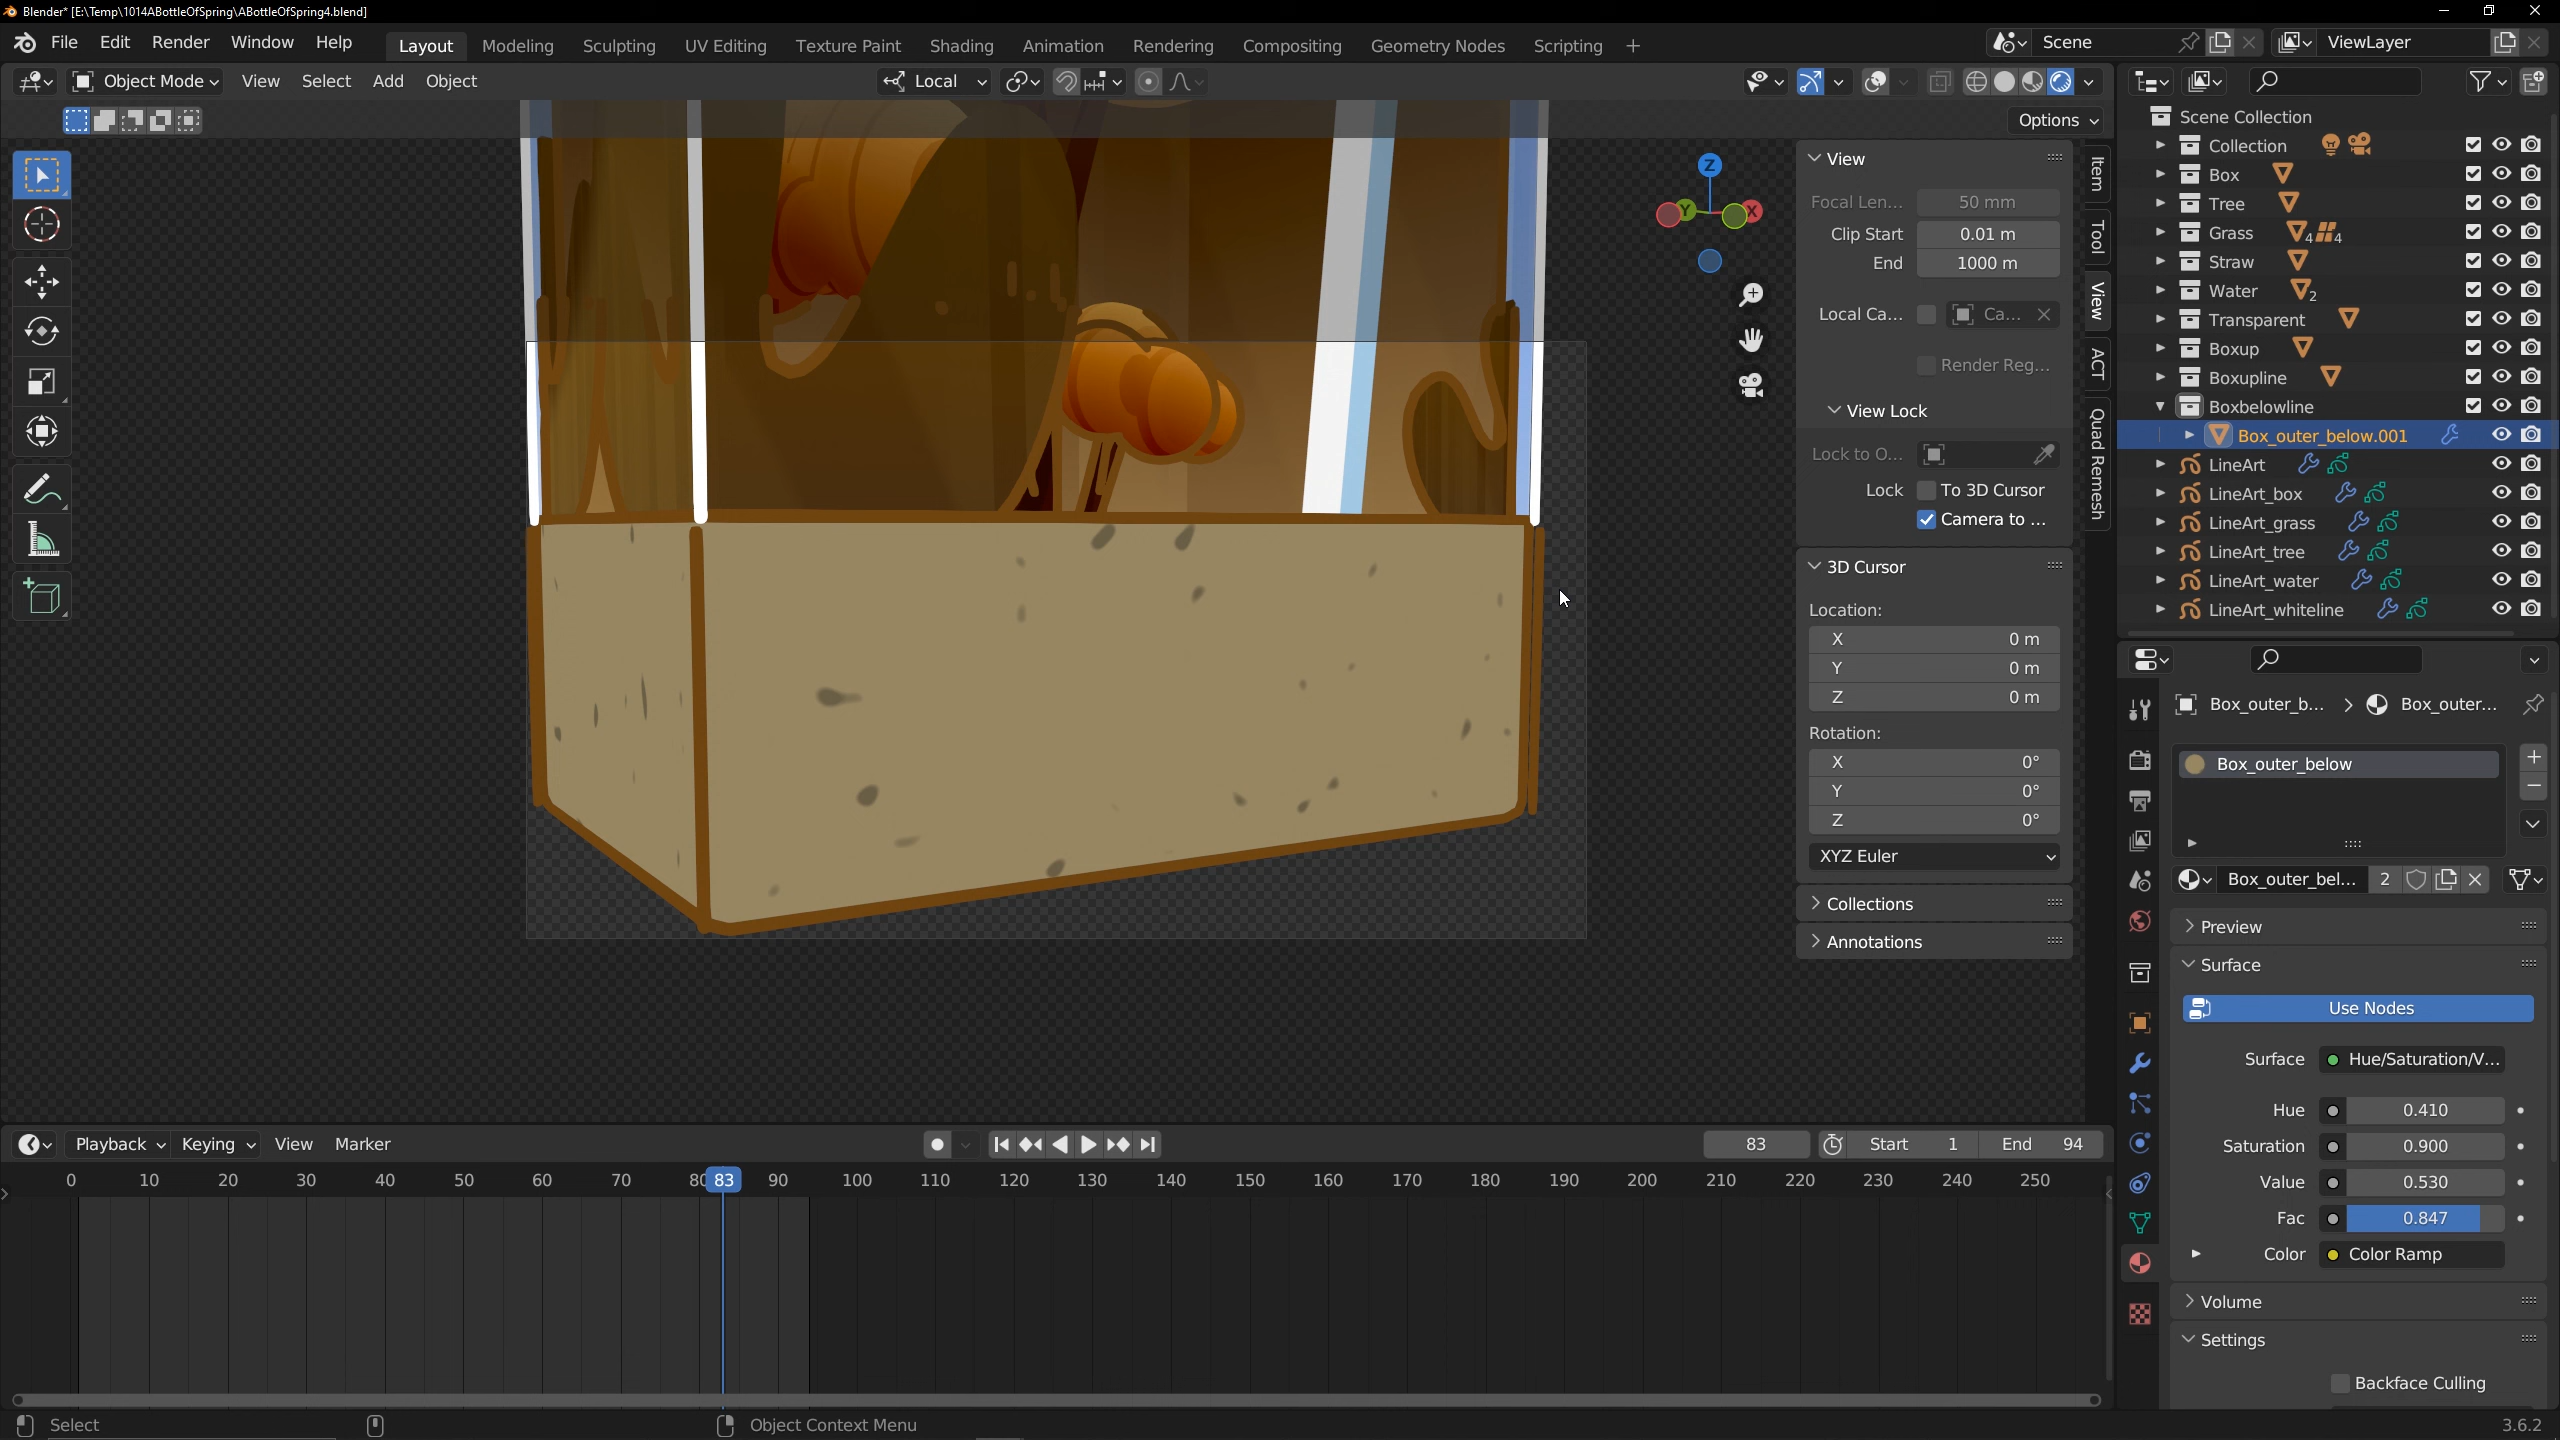 Blender* [E:\Temp\1014ABottleOfSpring\ABottleOfSpring4.blend]
File Edit Render Window Help Layout Modeling Sculpting UV Editing Texture Paint Shading Animation Rendering Compositing Geometry Nodes Scripting + Scene ViewLayer
Object Mode View Select Add Object Local
Options
View
Focal Len... 50 mm
Clip Start 0.01 m
End 1000 m
Local Ca... Ca...
Render Reg...
View Lock
Lock to O...
Lock To 3D Cursor
Camera to ...
3D Cursor
Location:
X 0 m
Y 0 m
Z 0 m
Rotation:
X 0°
Y 0°
Z 0°
XYZ Euler
Collections
Annotations
Item
Tool
View
ACT
Quad Remesh
Z
Y
X
Scene Collection
Collection
Box
Tree
Grass 4 4
Straw
Water 2
Transparent
Boxup
Boxupline
Boxbelowline
Box_outer_below.001
LineArt
LineArt_box
LineArt_grass
LineArt_tree
LineArt_water
LineArt_whiteline
Box_outer_b... Box_outer...
Box_outer_below
Box_outer_bel... 2
Preview
Surface
Use Nodes
Surface Hue/Saturation/V...
Hue 0.410
Saturation 0.900
Value 0.530
Fac 0.847
Color Color Ramp
Volume
Settings
Backface Culling
Playback Keying View Marker 83 Start 1 End 94
0 10 20 30 40 50 60 70 80 83 90 100 110 120 130 140 150 160 170 180 190 200 210 220 230 240 250
Select Object Context Menu 3.6.2